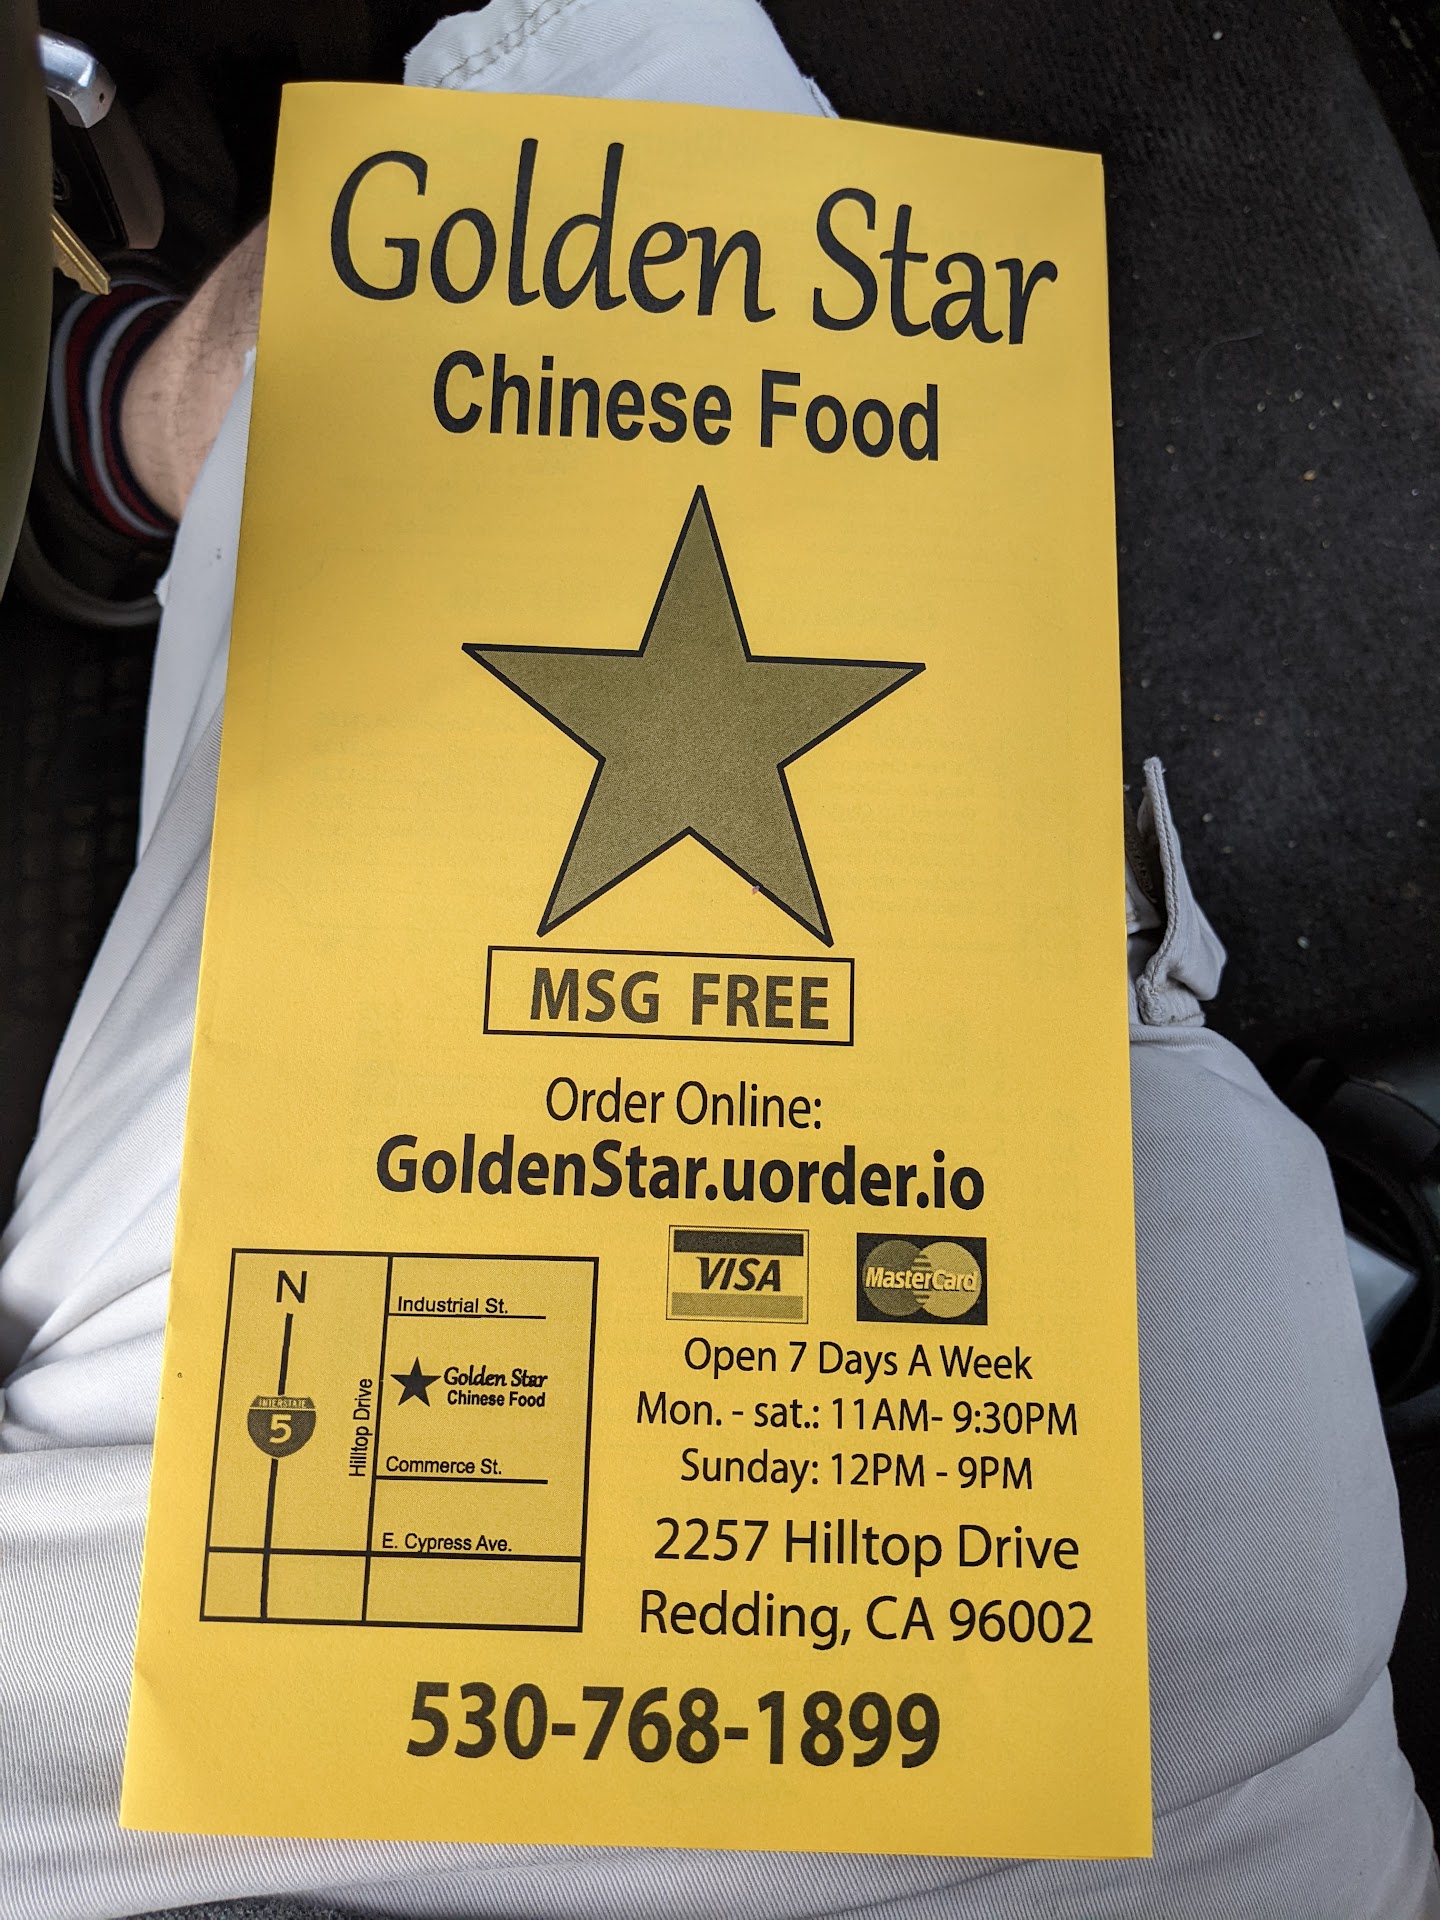 Golden Star
Chinese Food
MSG FREE
Order Online:
GoldenStar.uorder.io
VISA
MasterCard
N
Industrial St.
Golden Star
Chinese Food
INTERSTATE
5
Hilltop Drive
Commerce St.
E. Cypress Ave.
Open 7 Days A Week
Mon. - sat.: 11AM- 9:30PM
Sunday: 12PM - 9PM
2257 Hilltop Drive
Redding, CA 96002
530-768-1899